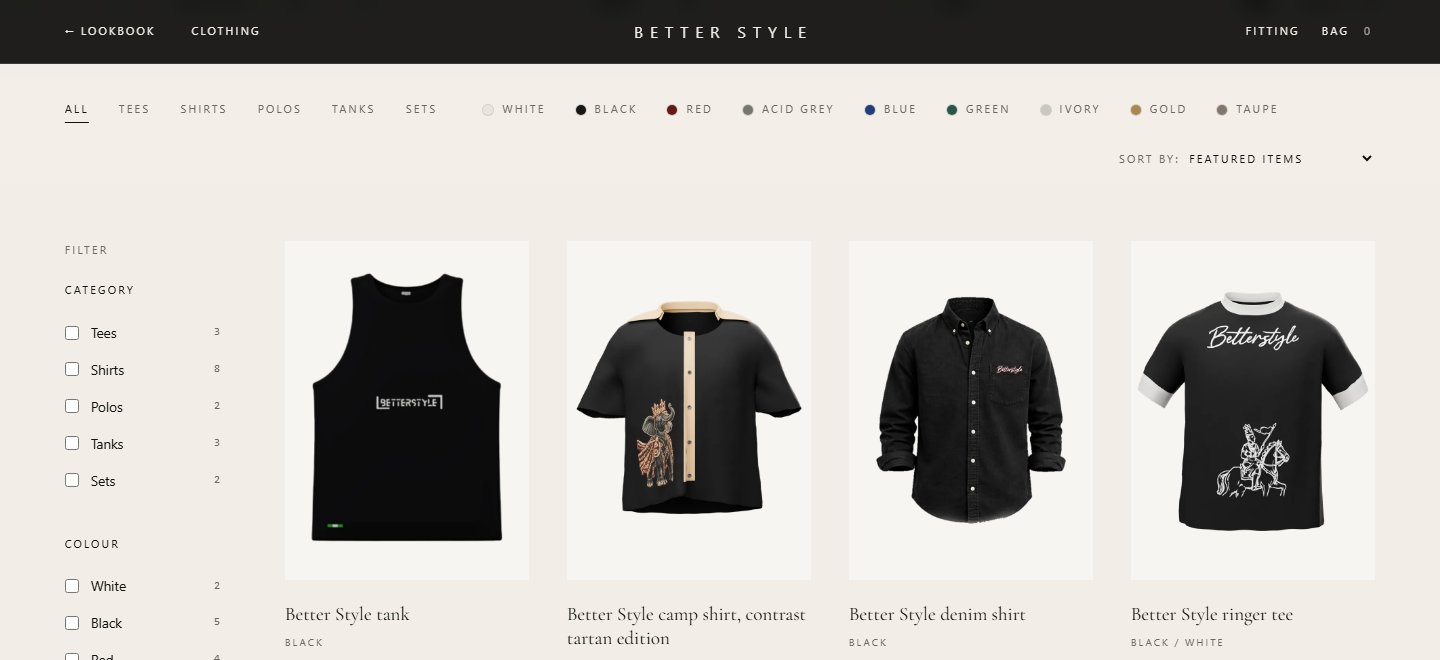 ← LOOKBOOK CLOTHING BETTER STYLE FITTING BAG 0
ALL TEES SHIRTS POLOS TANKS SETS WHITE BLACK RED ACID GREY BLUE GREEN IVORY GOLD TAUPE
SORT BY: FEATURED ITEMS
FILTER
CATEGORY
Tees 3
Shirts 8
Polos 2
Tanks 3
Sets 2
COLOUR
White 2
Black 5
Red 4
BETTERSTYLE
Betterstyle
Betterstyle
Better Style tank
BLACK
Better Style camp shirt, contrast
tartan edition
Better Style denim shirt
BLACK
Better Style ringer tee
BLACK / WHITE